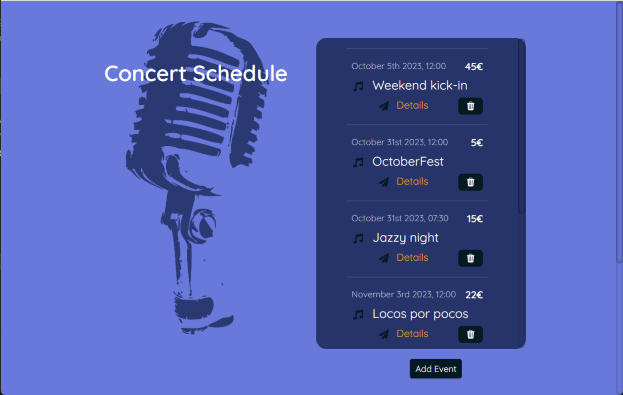 Concert Schedule
October 5th 2023, 12:00 45€
Weekend kick-in
Details
October 31st 2023, 12:00 5€
OctoberFest
Details
October 31st 2023, 07:30 15€
Jazzy night
Details
November 3rd 2023, 12:00 22€
Locos por pocos
Details
Add Event